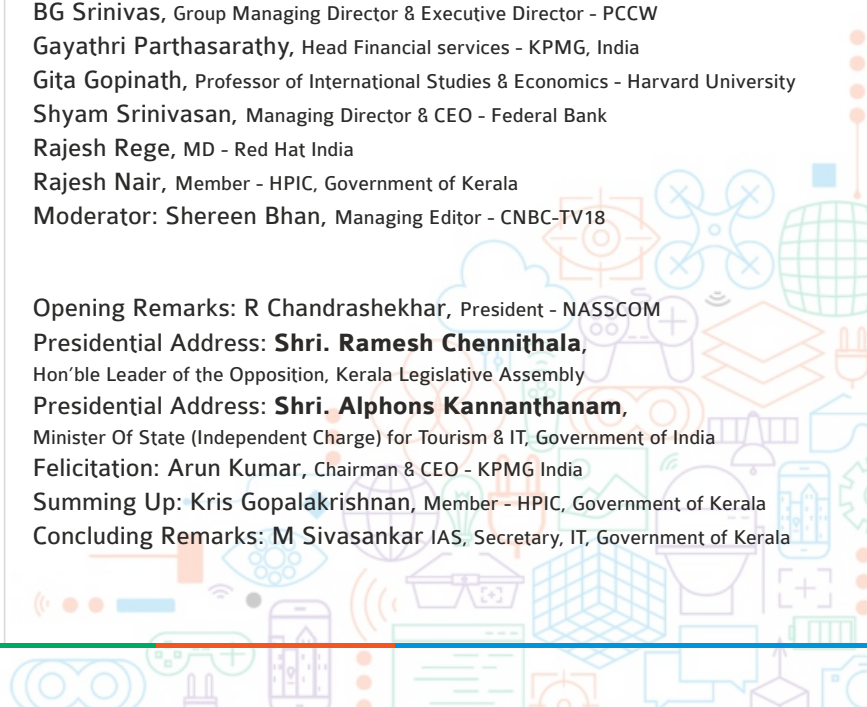 BG Srinivas, Group Managing Director & Executive Director - PCCW
Gayathri Parthasarathy, Head Financial services - KPMG, India
Gita Gopinath, Professor of International Studies & Economics - Harvard University
Shyam Srinivasan, Managing Director & CEO - Federal Bank
Rajesh Rege, MD - Red Hat India
Rajesh Nair, Member - HPIC, Government of Kerala
Moderator: Shereen Bhan, Managing Editor - CNBC-TV18
Opening Remarks: R Chandrashekhar, President - NASSCOM
Presidential Address: Shri. Ramesh Chennithala,
Hon'ble Leader of the Opposition, Kerala Legislative Assembly
Presidential Address: Shri. Alphons Kannanthanam,
Minister Of State (Independent Charge) for Tourism & IT, Government of India
Felicitation: Arun Kumar, Chairman & CEO - KPMG India
Summing Up: Kris Gopalakrishnan, Member - HPIC, Government of Kerala
Concluding Remarks: M Sivasankar IAS, Secretary, IT, Government of Kerala